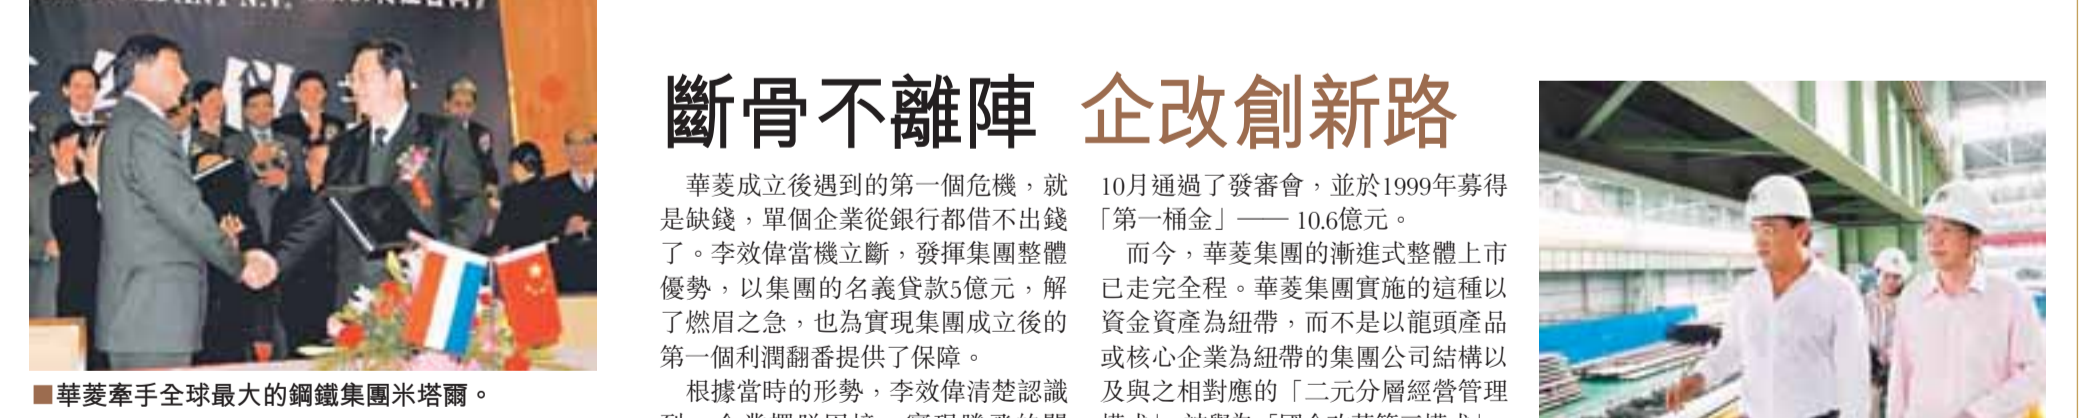 N.V.
■華菱牽手全球最大的鋼鐵集團米塔爾。
斷骨不離陣 企改創新路
華菱成立後遇到的第一個危機，就
是缺錢，單個企業從銀行都借不出錢
了。李效偉當機立斷，發揮集團整體
優勢，以集團的名義貸款5億元，解
了燃眉之急，也為實現集團成立後的
第一個利潤翻番提供了保障。
根據當時的形勢，李效偉清楚認識
10月通過了發審會，並於1999年募得
「第一桶金」—— 10.6億元。
而今，華菱集團的漸進式整體上市
已走完全程。華菱集團實施的這種以
資金資產為紐帶，而不是以龍頭產品
或核心企業為紐帶的集團公司結構以
及與之相對應的「二元分層經營管理